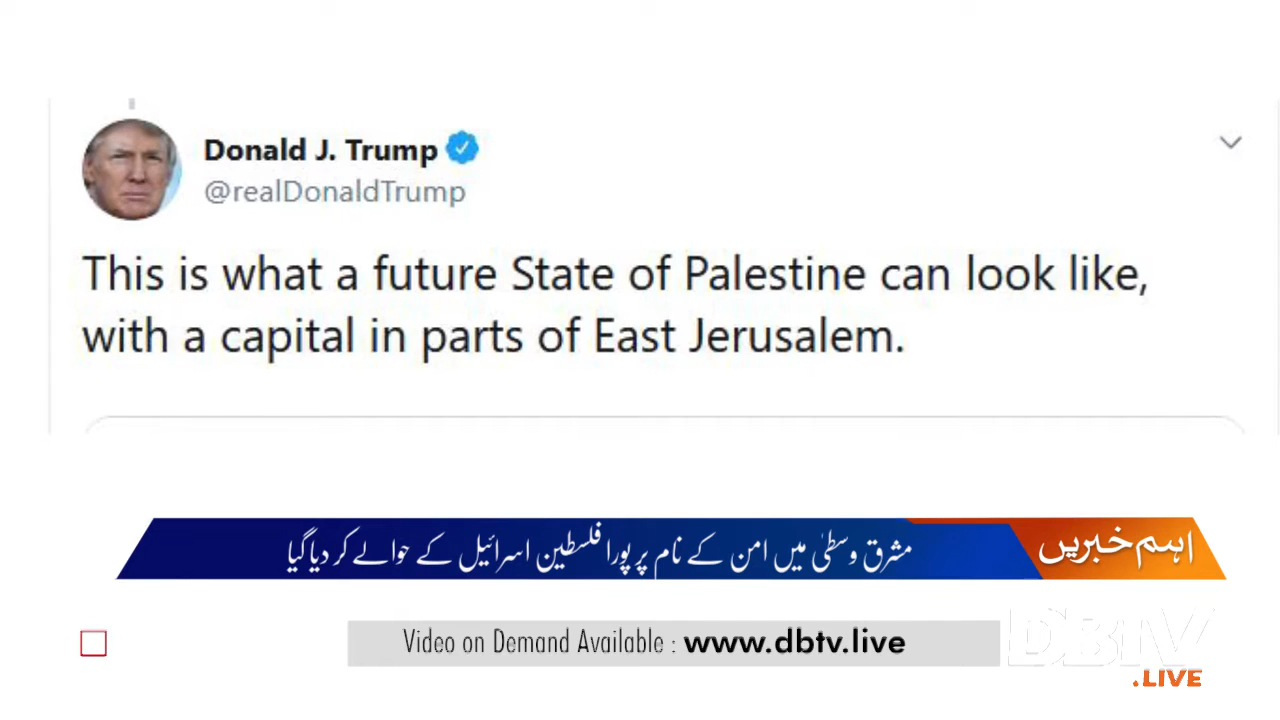 Donald J. Trump
@realDonaldTrump
This is what a future State of Palestine can look like,
with a capital in parts of East Jerusalem.
اہم خبریں
مشرق وسطیٰ میں امن کے نام پر پورا فلسطین اسرائیل کے حوالے کر دیا گیا
Video on Demand Available : www.dbtv.live
DBTV
.LIVE